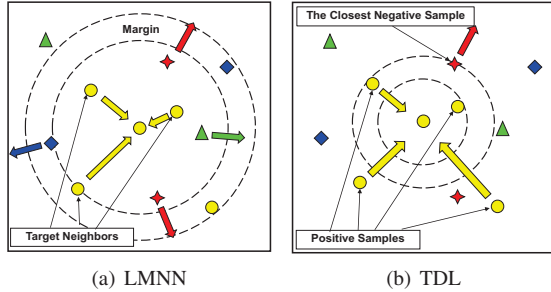 Margin
Target Neighbors
(a) LMNN
The Closest Negative Sample
Positive Samples
(b) TDL